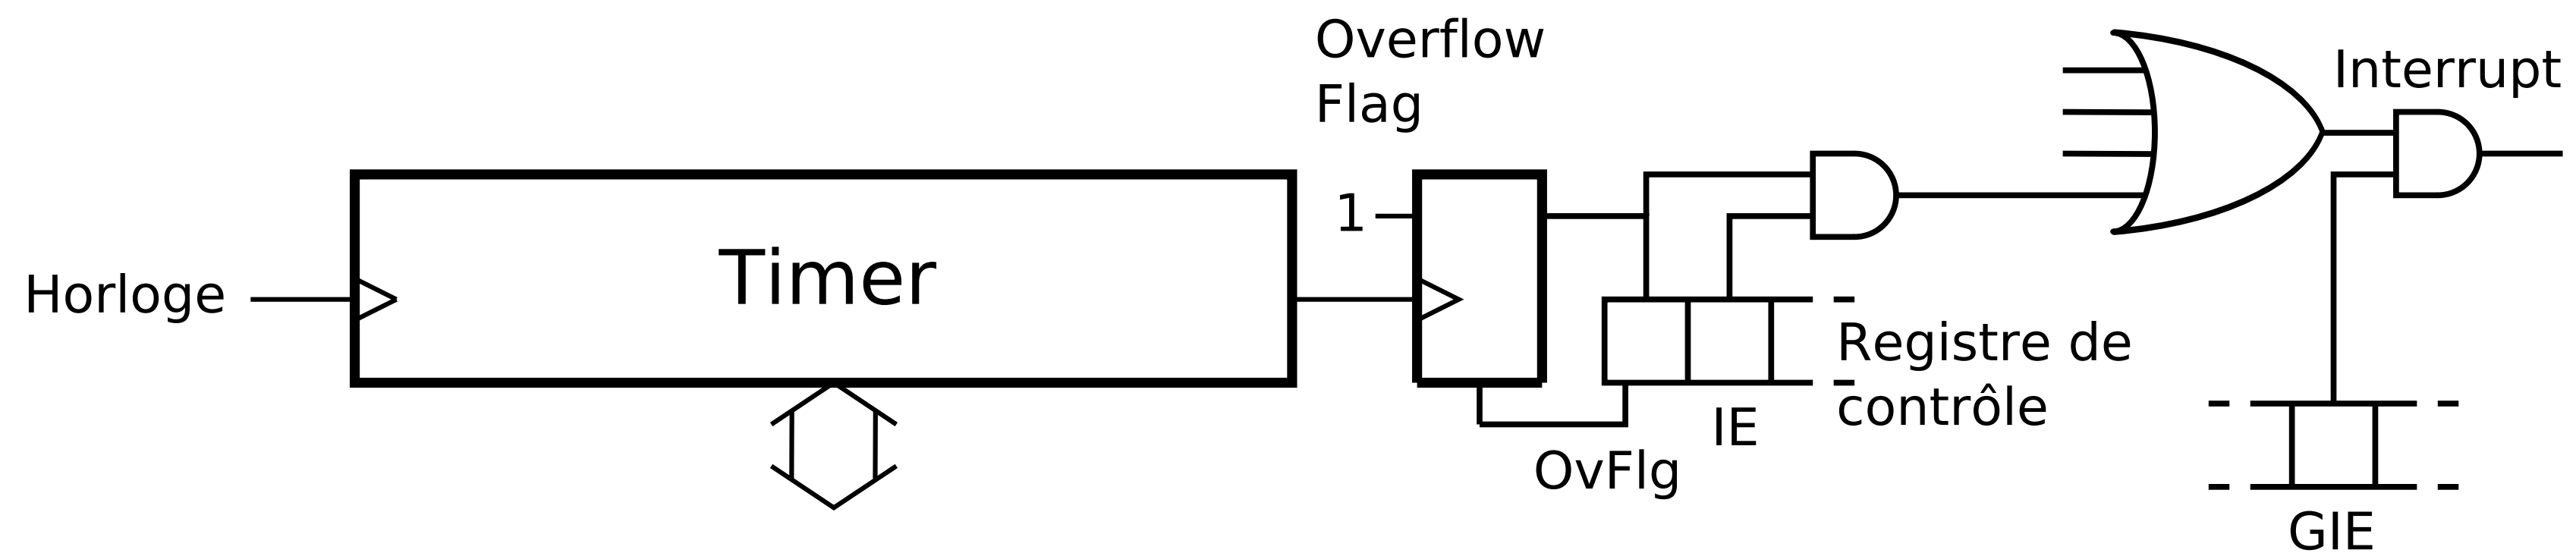 Overflow
Flag
Interrupt
1
Timer
Horloge
Registre de
contrôle
IE
OvFlg
GIE